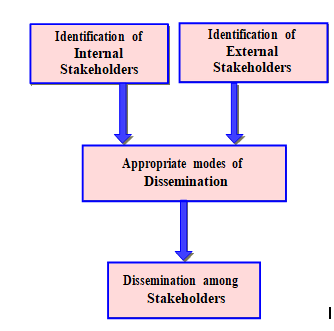 Identification of
Internal
Stakeholders
Identification of
External
Stakeholders
Appropriate modes of
Dissemination
Dissemination among
Stakeholders